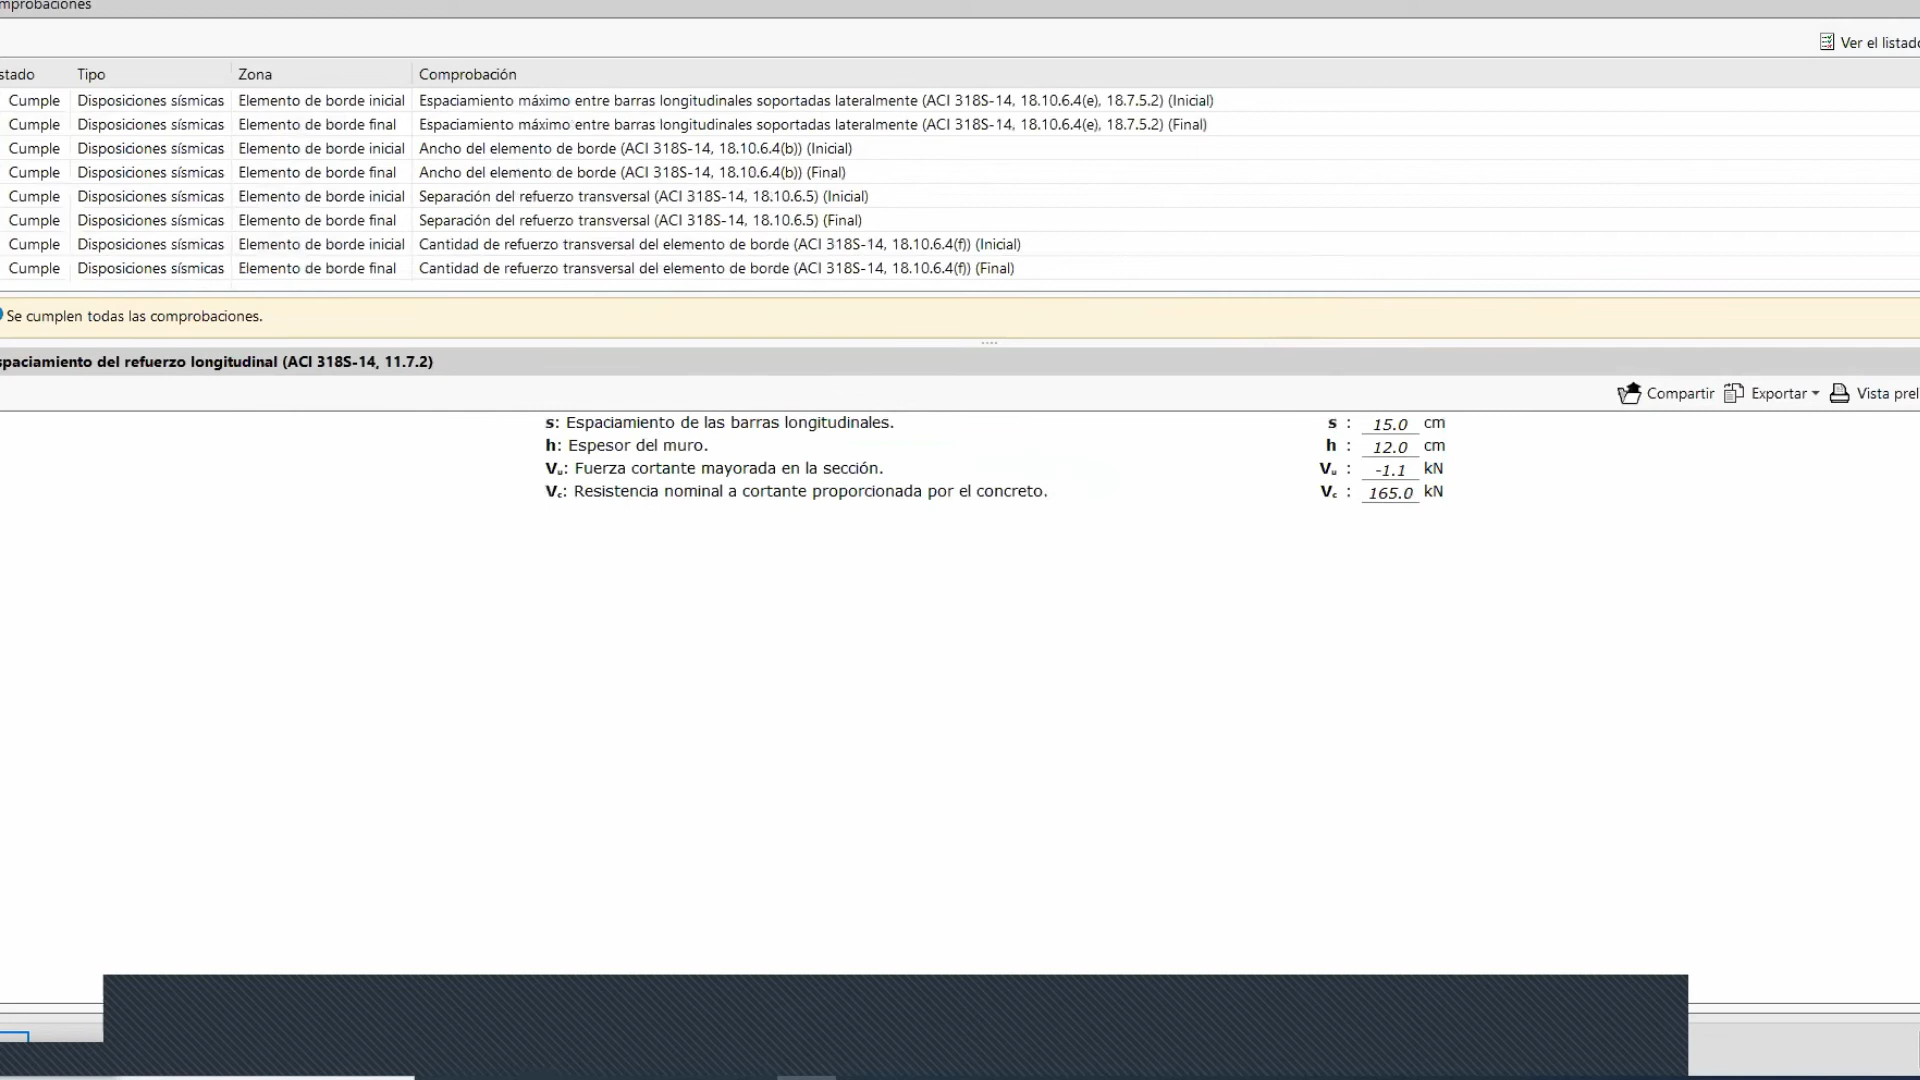 mprobaciones
Ver el listado
stado Tipo Zona Comprobación
Cumple Disposiciones sísmicas Elemento de borde inicial Espaciamiento máximo entre barras longitudinales soportadas lateralmente (ACI 318S-14, 18.10.6.4(e), 18.7.5.2) (Inicial)
Cumple Disposiciones sísmicas Elemento de borde final Espaciamiento máximo entre barras longitudinales soportadas lateralmente (ACI 318S-14, 18.10.6.4(e), 18.7.5.2) (Final)
Cumple Disposiciones sísmicas Elemento de borde inicial Ancho del elemento de borde (ACI 318S-14, 18.10.6.4(b)) (Inicial)
Cumple Disposiciones sísmicas Elemento de borde final Ancho del elemento de borde (ACI 318S-14, 18.10.6.4(b)) (Final)
Cumple Disposiciones sísmicas Elemento de borde inicial Separación del refuerzo transversal (ACI 318S-14, 18.10.6.5) (Inicial)
Cumple Disposiciones sísmicas Elemento de borde final Separación del refuerzo transversal (ACI 318S-14, 18.10.6.5) (Final)
Cumple Disposiciones sísmicas Elemento de borde inicial Cantidad de refuerzo transversal del elemento de borde (ACI 318S-14, 18.10.6.4(f)) (Inicial)
Cumple Disposiciones sísmicas Elemento de borde final Cantidad de refuerzo transversal del elemento de borde (ACI 318S-14, 18.10.6.4(f)) (Final)
Se cumplen todas las comprobaciones.
spaciamiento del refuerzo longitudinal (ACI 318S-14, 11.7.2)
Compartir Exportar Vista prel
s: Espaciamiento de las barras longitudinales. s : 15.0 cm
h: Espesor del muro. h : 12.0 cm
Vu: Fuerza cortante mayorada en la sección. Vu : -1.1 kN
Vc: Resistencia nominal a cortante proporcionada por el concreto. Vc : 165.0 kN